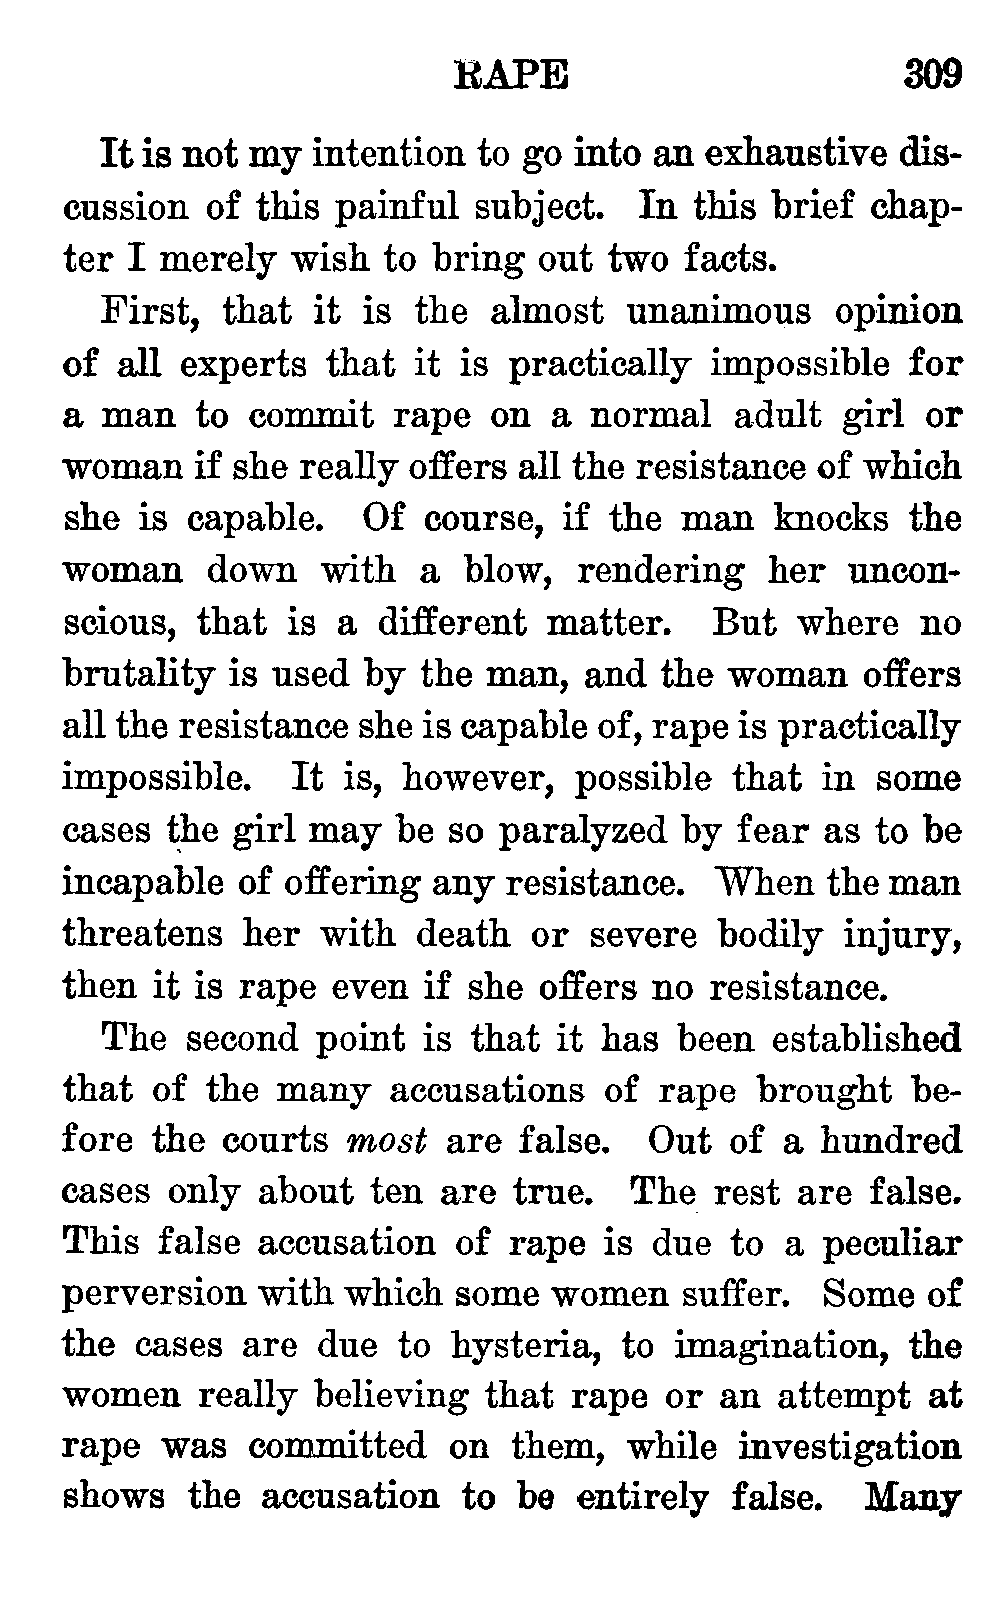 RAPE 309
It is not my intention to go into an exhaustive dis-
cussion of this painful subject. In this brief chap-
ter I merely wish to bring out two facts.
First, that it is the almost unanimous opinion
of all experts that it is practically impossible for
a man to commit rape on a normal adult girl or
woman if she really offers all the resistance of which
she is capable. Of course, if the man knocks the
woman down with a blow, rendering her uncon-
scious, that is a different matter. But where no
brutality is used by the man, and the woman offers
all the resistance she is capable of, rape is practically
impossible. It is, however, possible that in some
cases the girl may be so paralyzed by fear as to be
incapable of offering any resistance. When the man
threatens her with death or severe bodily injury,
then it is rape even if she offers no resistance.
The second point is that it has been established
that of the many accusations of rape brought be-
fore the courts most are false. Out of a hundred
cases only about ten are true. The rest are false.
This false accusation of rape is due to a peculiar
perversion with which some women suffer. Some of
the cases are due to hysteria, to imagination, the
women really believing that rape or an attempt at
rape was committed on them, while investigation
shows the accusation to be entirely false. Many